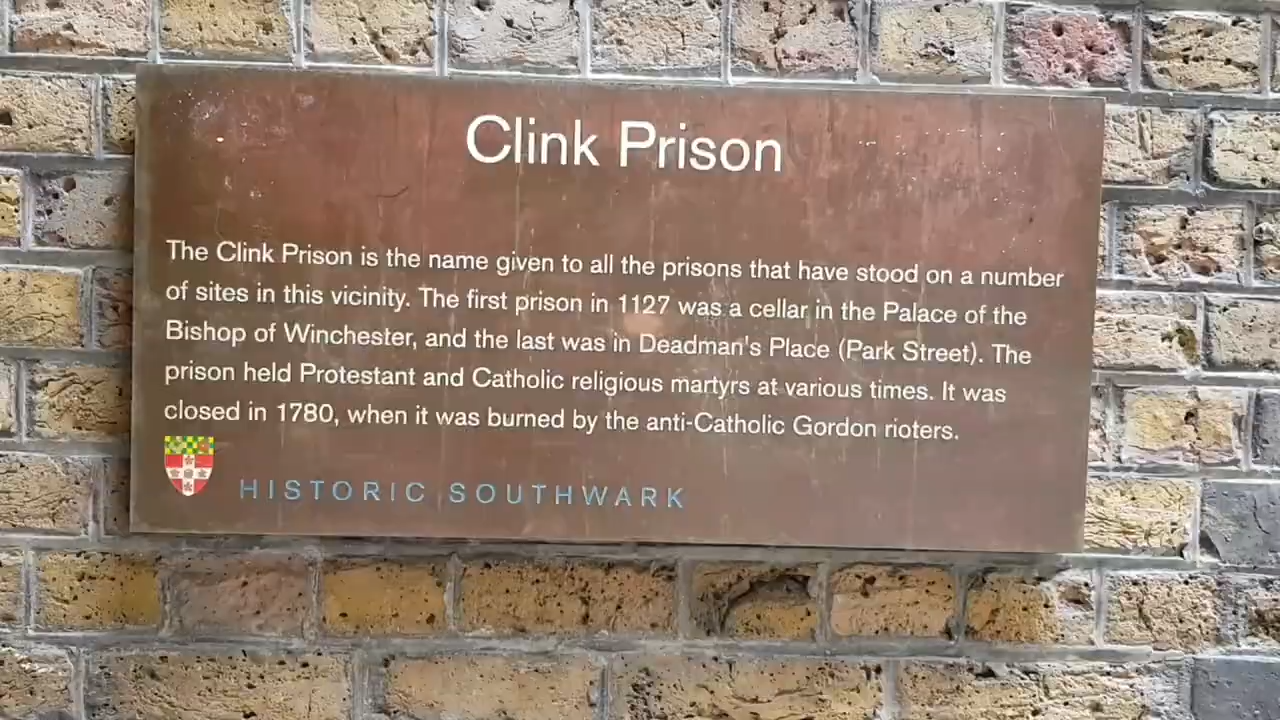 Clink Prison
The Clink Prison is the name given to all the prisons that have stood on a number
of sites in this vicinity. The first prison in 1127 was a cellar in the Palace of the
Bishop of Winchester, and the last was in Deadman's Place (Park Street). The
prison held Protestant and Catholic religious martyrs at various times. It was
closed in 1780, when it was burned by the anti-Catholic Gordon rioters.
HISTORIC SOUTHWARK